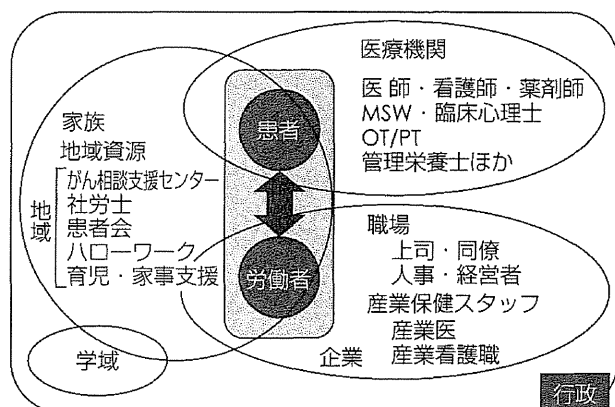 医療機関
医師・看護師・薬剤師
MSW・臨床心理士
OT/PT
管理栄養士ほか
患者
家族
地域資源
地域
がん相談支援センター
社労士
患者会
ハローワーク
育児・家事支援
労働者
職場
上司・同僚
人事・経営者
産業保健スタッフ
産業医
産業看護職
企業
学域
行政